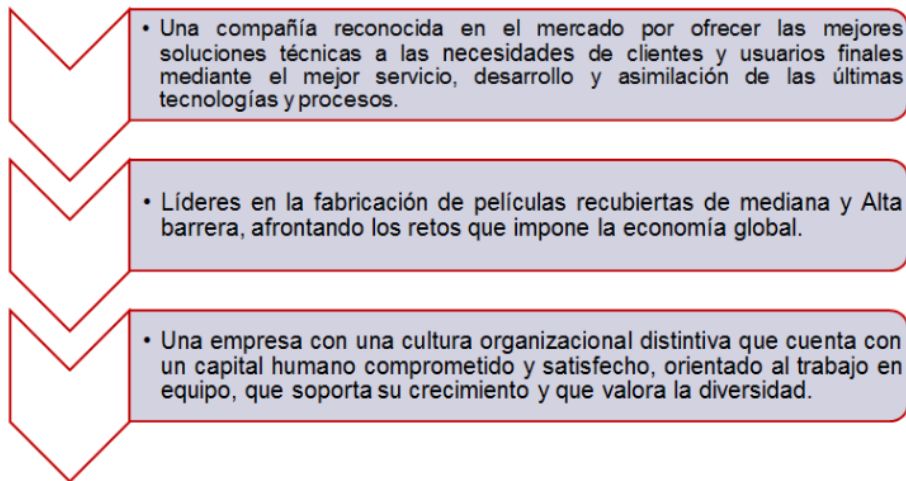 • Una compañía reconocida en el mercado por ofrecer las mejores
soluciones técnicas a las necesidades de clientes y usuarios finales
mediante el mejor servicio, desarrollo y asimilación de las últimas
tecnologías y procesos.
• Líderes en la fabricación de películas recubiertas de mediana y Alta
barrera, afrontando los retos que impone la economía global.
• Una empresa con una cultura organizacional distintiva que cuenta con
un capital humano comprometido y satisfecho, orientado al trabajo en
equipo, que soporta su crecimiento y que valora la diversidad.